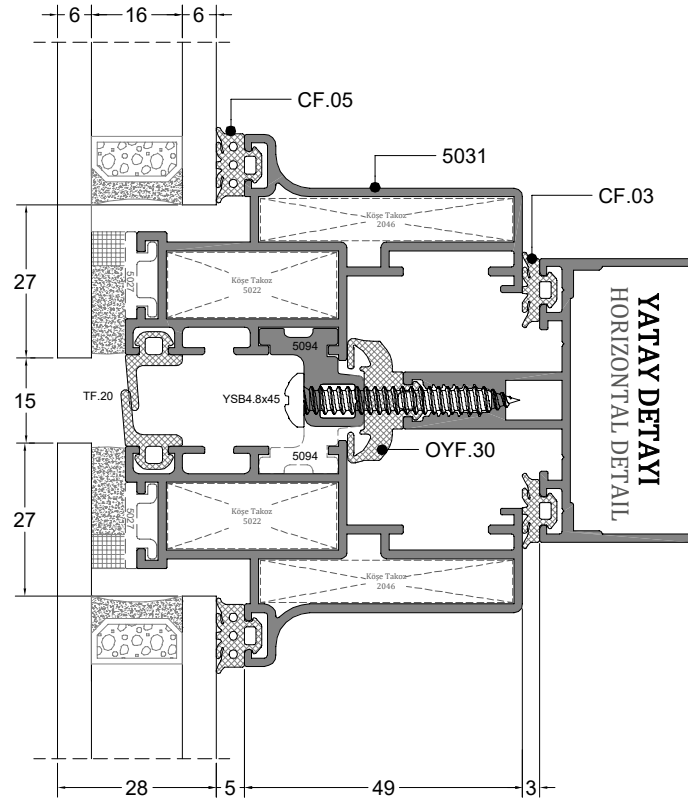 6
16
6
CF.05
5031
CF.03
Köşe Takoz
2046
27
5027
Köşe Takoz
5022
YATAY DETAYI
HORIZONTAL DETAIL
5094
15
TF.20
YSB4.8x45
5094
OYF.30
27
5027
Köşe Takoz
5022
Köşe Takoz
2046
28
5
49
3